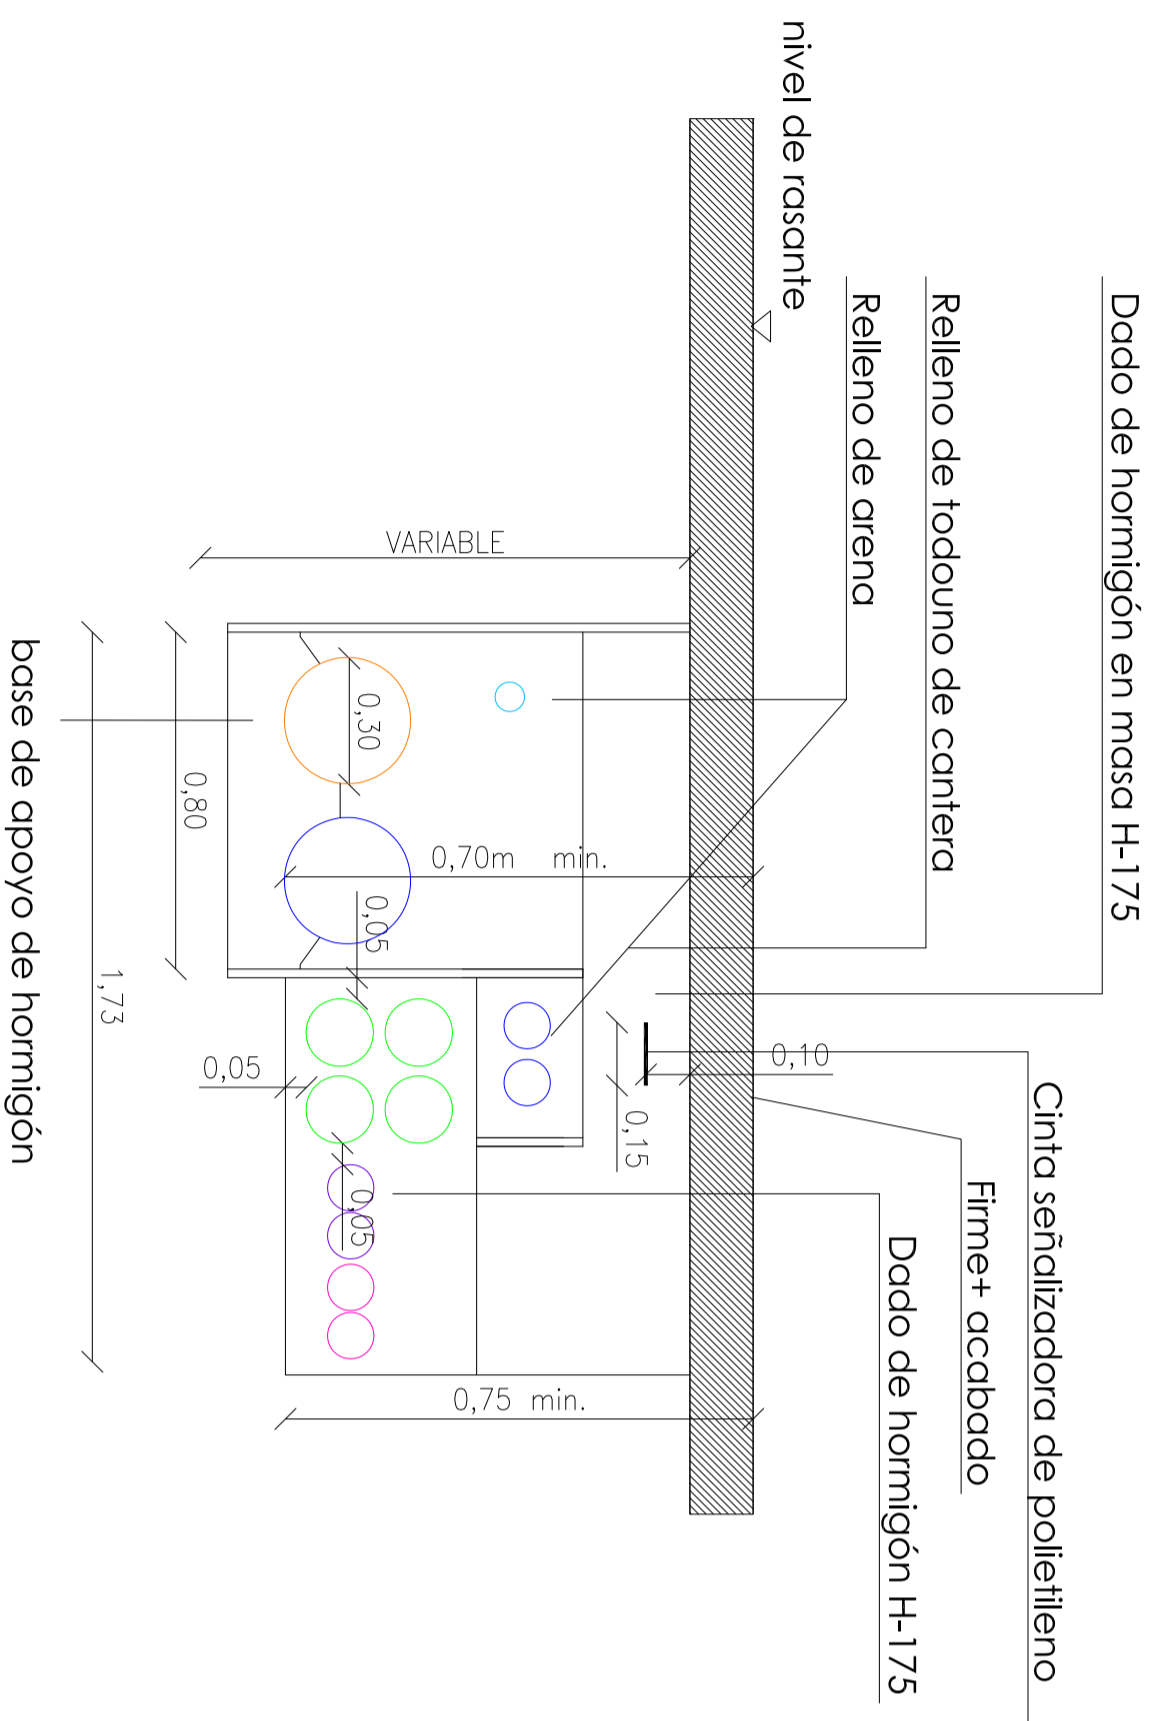 Dado de hormigón en masa H-175
Relleno de todouno de cantera
Relleno de arena
nivel de rasante
Cinta señalizadora de polietileno
Firme+ acabado
Dado de hormigón H-175
0,10
0,15
VARIABLE
0,70m min.
0,30
0,05
0,05
0,05
0,75 min.
0,80
1,73
base de apoyo de hormigón